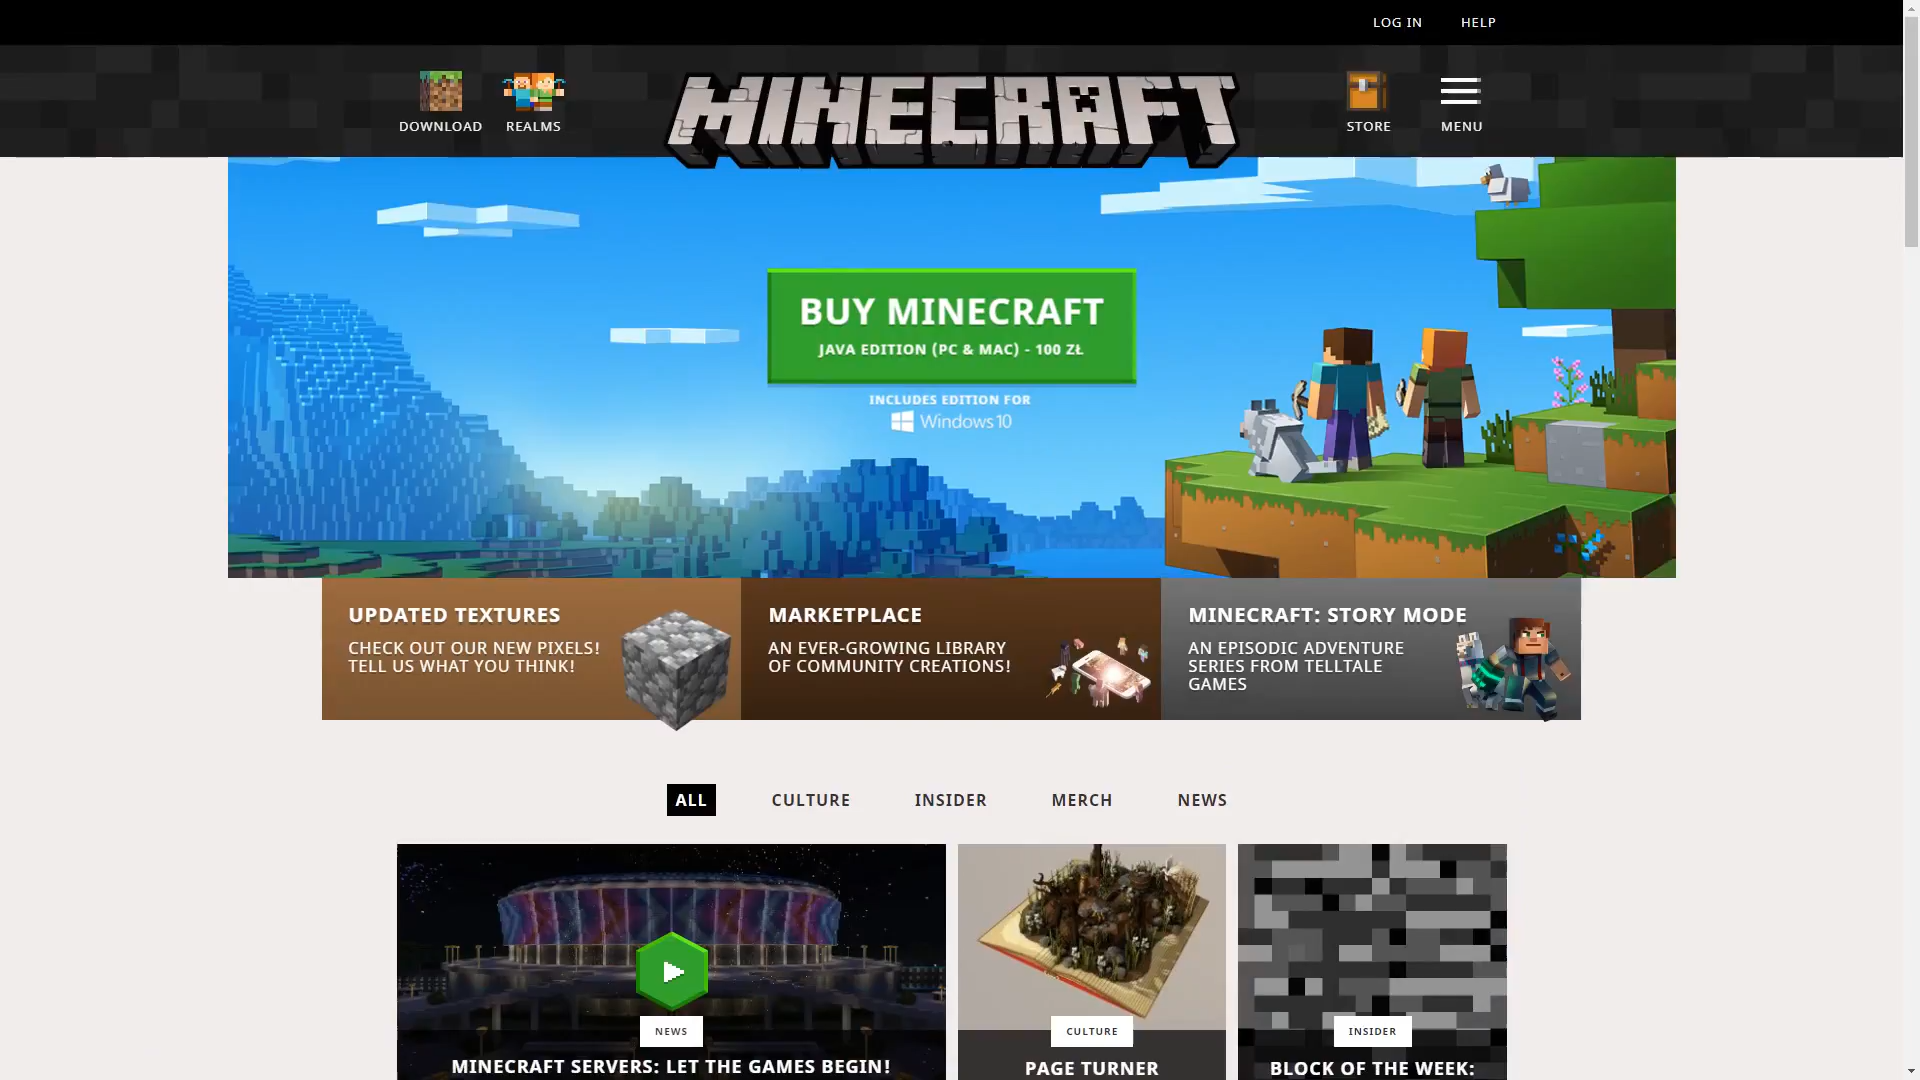 LOG IN
HELP
DOWNLOAD
REALMS
MINECRAFT
STORE
MENU
BUY MINECRAFT
JAVA EDITION (PC & MAC) - 100 ZŁ
INCLUDES EDITION FOR
Windows 10
UPDATED TEXTURES
CHECK OUT OUR NEW PIXELS!
TELL US WHAT YOU THINK!
MARKETPLACE
AN EVER-GROWING LIBRARY
OF COMMUNITY CREATIONS!
MINECRAFT: STORY MODE
AN EPISODIC ADVENTURE
SERIES FROM TELLTALE
GAMES
ALL
CULTURE
INSIDER
MERCH
NEWS
NEWS
MINECRAFT SERVERS: LET THE GAMES BEGIN!
CULTURE
PAGE TURNER
INSIDER
BLOCK OF THE WEEK: